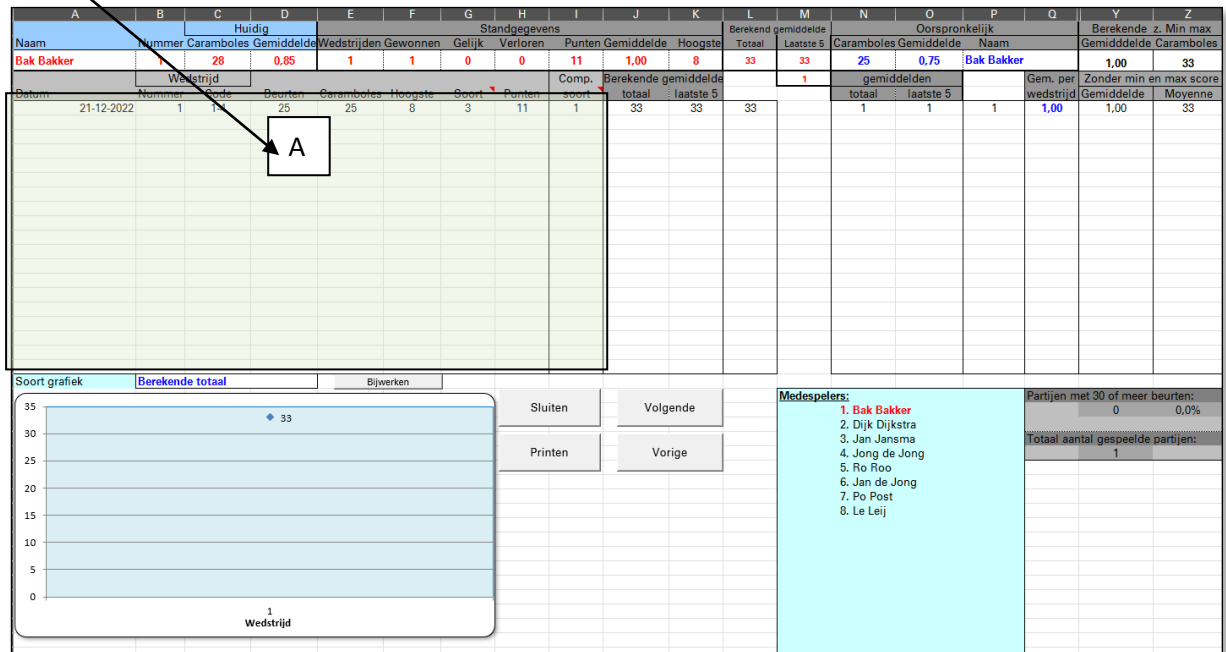 A B C D E F G H I J K L M N O P Q Y Z
Huidig Standgegevens Berekend gemiddelde Oorspronkelijk Berekende z. Min max
Naam Nummer Caramboles Gemiddelde Wedstrijden Gewonnen Gelijk Verloren Punten Gemiddelde Hoogste Totaal Laatste 5 Caramboles Gemiddelde Naam Gemidddelde Caramboles
Bak Bakker 1 28 0,85 1 1 0 0 11 1,00 8 33 33 25 0,75 Bak Bakker 1,00 33
Wedstrijd Comp. Berekende gemiddelde 1 gemiddelden Gem. per Zonder min en max score
Datum Nummer Code Beurten Caramboles Hoogste Soort Punten soort totaal laatste 5 totaal laatste 5 wedstrijd Gemiddelde Moyenne
21-12-2022 1 1-4 25 25 8 3 11 1 33 33 33 1 1 1 1,00 1,00 33
A
Soort grafiek Berekende totaal Bijwerken
Sluiten Volgende
Printen Vorige
35
30
25
20
15
10
5
0
33
1
Wedstrijd
Medespelers:
1. Bak Bakker
2. Dijk Dijkstra
3. Jan Jansma
4. Jong de Jong
5. Ro Roo
6. Jan de Jong
7. Po Post
8. Le Leij
Partijen met 30 of meer beurten:
0 0,0%
Totaal aantal gespeelde partijen:
1